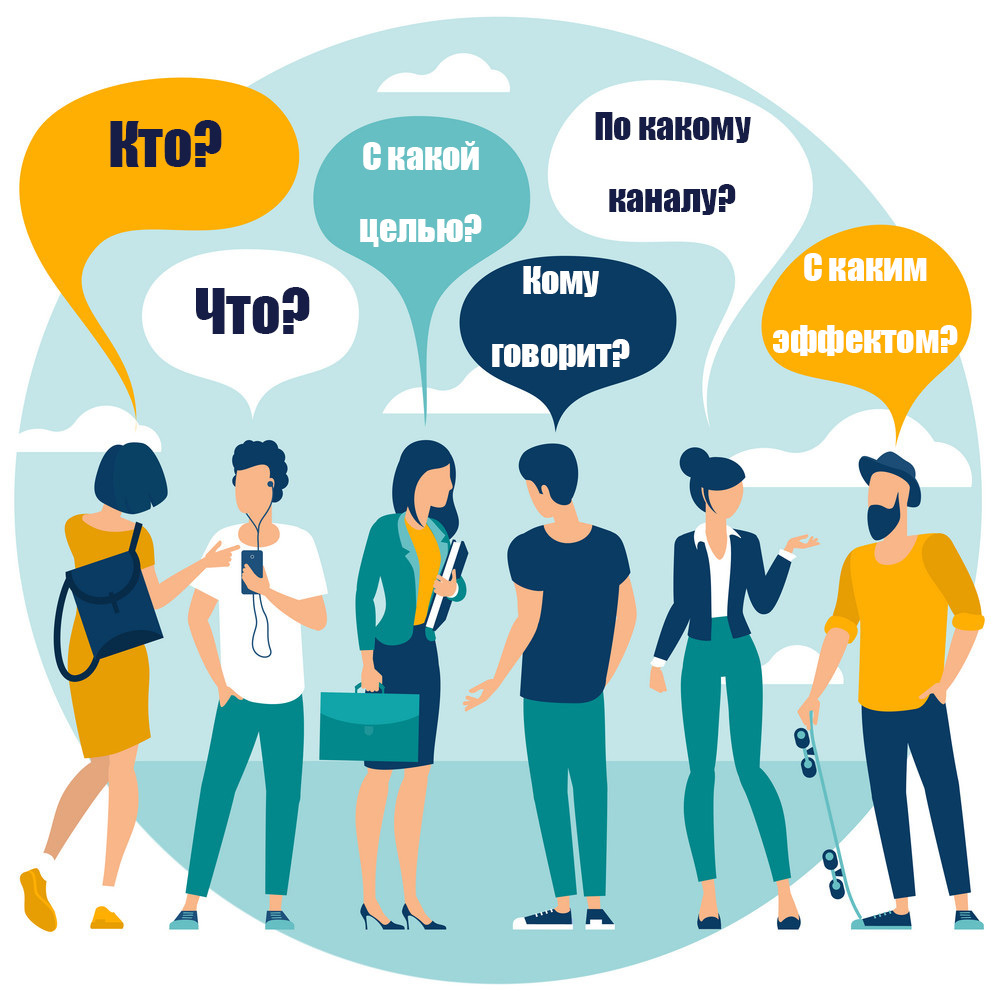 Кто?
Что?
С какой
целью?
Кому
говорит?
По какому
каналу?
С каким
эффектом?